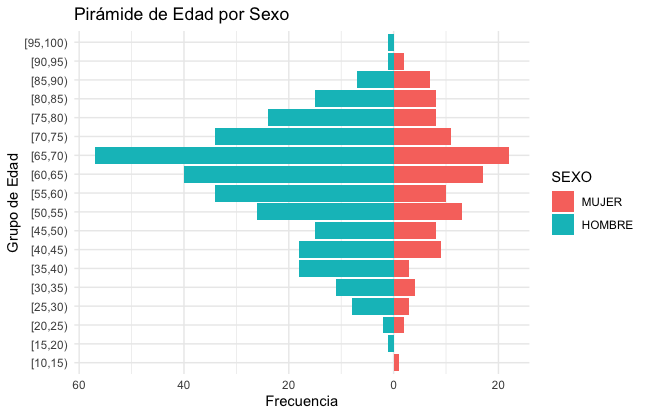 Pirámide de Edad por Sexo
Grupo de Edad
[95,100)
[90,95)
[85,90)
[80,85)
[75,80)
[70,75)
[65,70)
[60,65)
[55,60)
[50,55)
[45,50)
[40,45)
[35,40)
[30,35)
[25,30)
[20,25)
[15,20)
[10,15)
60 40 20 0 20
Frecuencia
SEXO
MUJER
HOMBRE